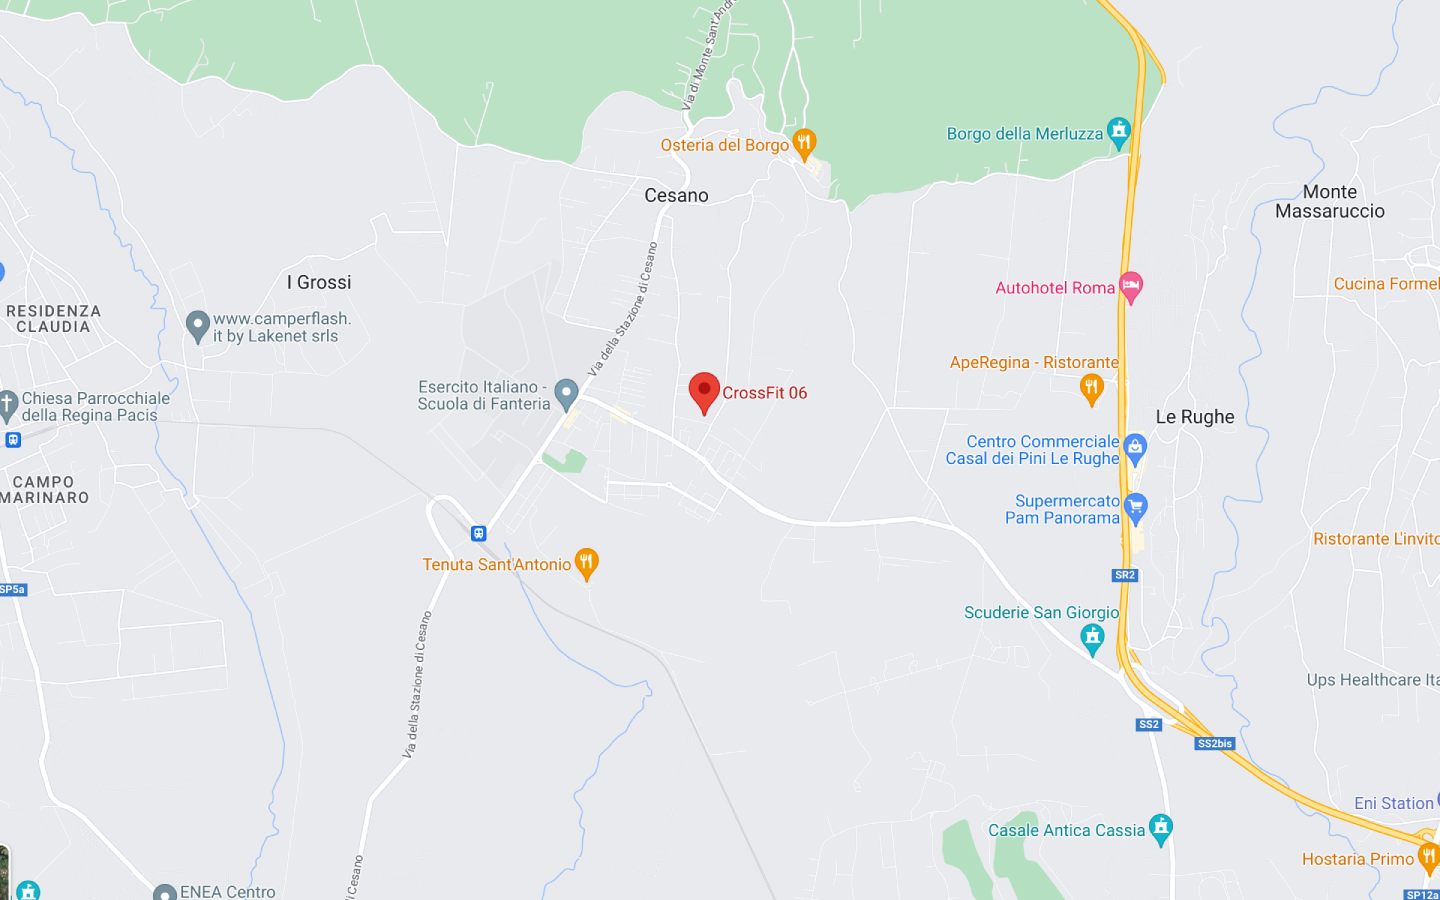 Via di Monte Sant'Andr
Osteria del Borgo
Borgo della Merluzza
Cesano
Monte
Massaruccio
I Grossi
Via della Stazione di Cesano
Autohotel Roma
Cucina Formel
RESIDENZA
CLAUDIA
www.camperflash.
it by Lakenet srls
ApeRegina - Ristorante
Esercito Italiano -
Scuola di Fanteria
CrossFit 06
Chiesa Parrocchiale
della Regina Pacis
Le Rughe
Centro Commerciale
Casal dei Pini Le Rughe
CAMPO
MARINARO
Supermercato
Pam Panorama
Ristorante L'invito
Tenuta Sant'Antonio
SR2
SP5a
Scuderie San Giorgio
Via della Stazione di Cesano
Ups Healthcare Ita
SS2
SS2bis
Eni Station
Casale Antica Cassia
Hostaria Primo
ENEA Centro
di Cesano
SP12a